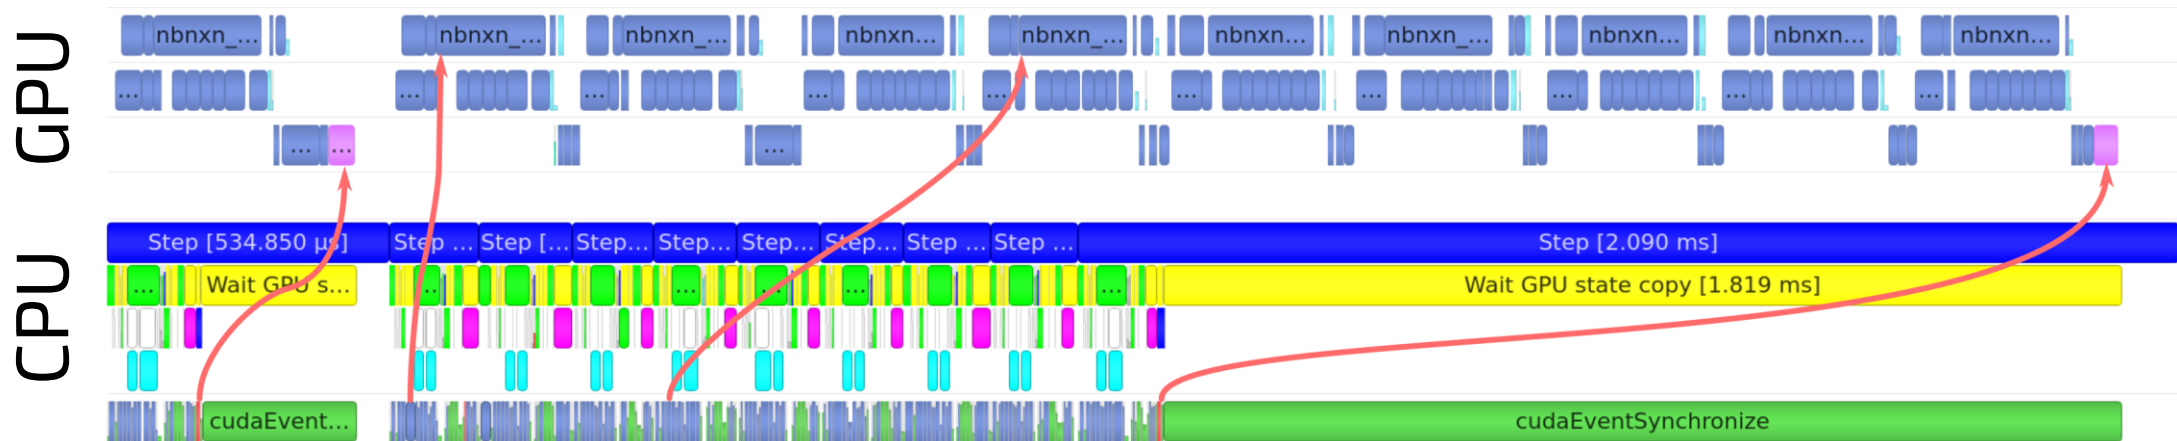 GPU
nbnxn_... nbnxn_... nbnxn_... nbnxn... nbnxn_... nbnxn... nbnxn_... nbnxn... nbnxn... nbnxn...
... ... ... ... ... ... ... ... ... ...
... ... ...
CPU
Step [534.850 µs] Step ... Step [... Step... Step... Step... Step... Step ... Step ... Step [2.090 ms]
... Wait GPU s... ... ... ... ... ... Wait GPU state copy [1.819 ms]
cudaEvent... cudaEventSynchronize